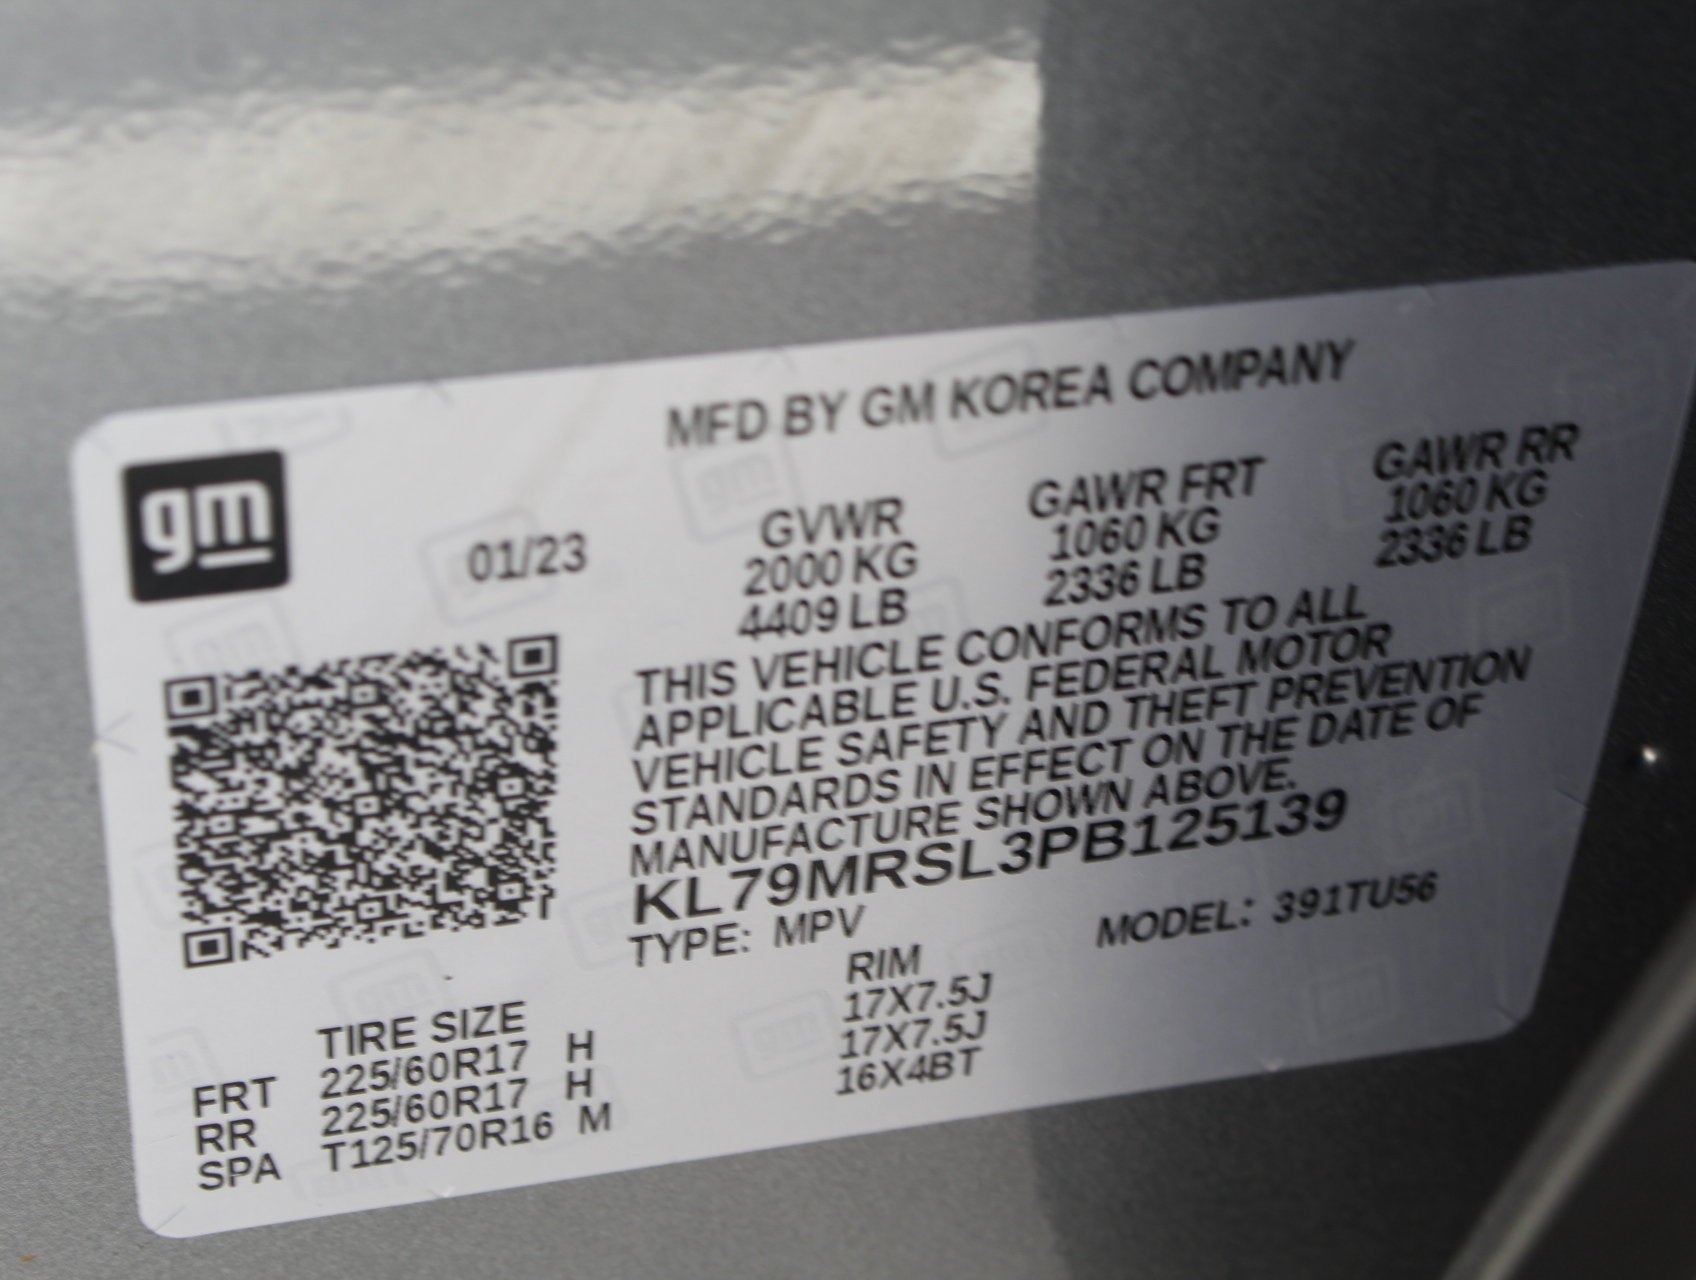 MFD BY GM KOREA COMPANY
gm
01/23
GVWR
2000 KG
4409 LB
GAWR FRT
1060 KG
2336 LB
GAWR RR
1060 KG
2336 LB
THIS VEHICLE CONFORMS TO ALL
APPLICABLE U.S. FEDERAL MOTOR
VEHICLE SAFETY AND THEFT PREVENTION
STANDARDS IN EFFECT ON THE DATE OF
MANUFACTURE SHOWN ABOVE.
KL79MRSL3PB125139
TYPE: MPV
MODEL: 391TU56
TIRE SIZE
RIM
FRT 225/60R17 H 17X7.5J
RR 225/60R17 H 17X7.5J
SPA T125/70R16 M 16X4BT